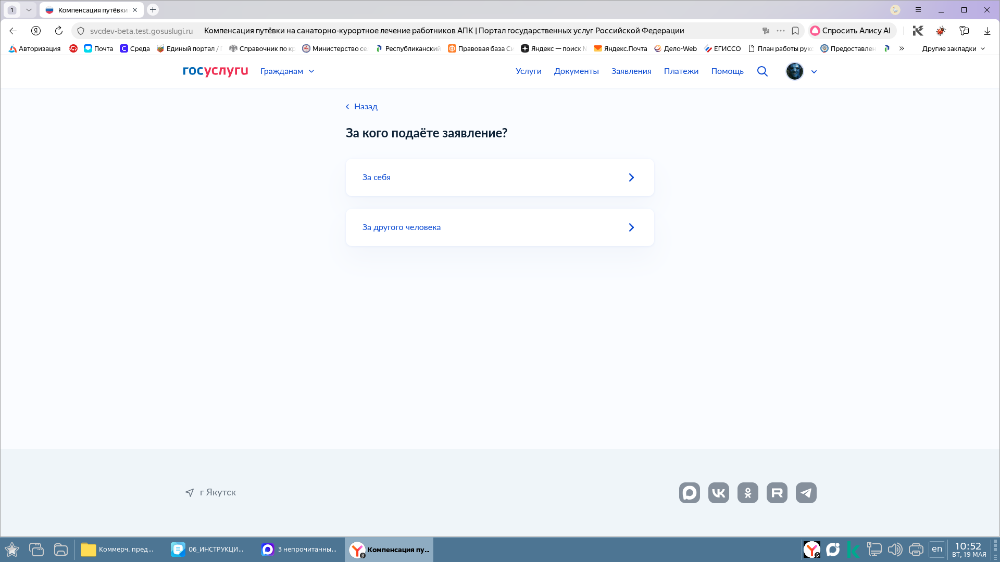 1
Компенсация путёвки
svcdev-beta.test.gosuslugi.ru
Компенсация путёвки на санаторно-курортное лечение работников АПК | Портал государственных услуг Российской Федерации
Спросить Алису AI
Авторизация
Почта
Среда
Единый портал /
Справочник по кр
Министерство се
Республиканский
Правовая база Си
Яндекс — поиск
Яндекс.Почта
Дело-Web
ЕГИССО
План работы рук
Предоставлен
Другие закладки
госуслуги
Гражданам
Услуги
Документы
Заявления
Платежи
Помощь
Назад
За кого подаёте заявление?
За себя
За другого человека
г Якутск
Коммерч. пред...
06_ИНСТРУКЦИ...
3 непрочитанны...
Компенсация пу...
en
10:52
ВТ, 19 МАЯ